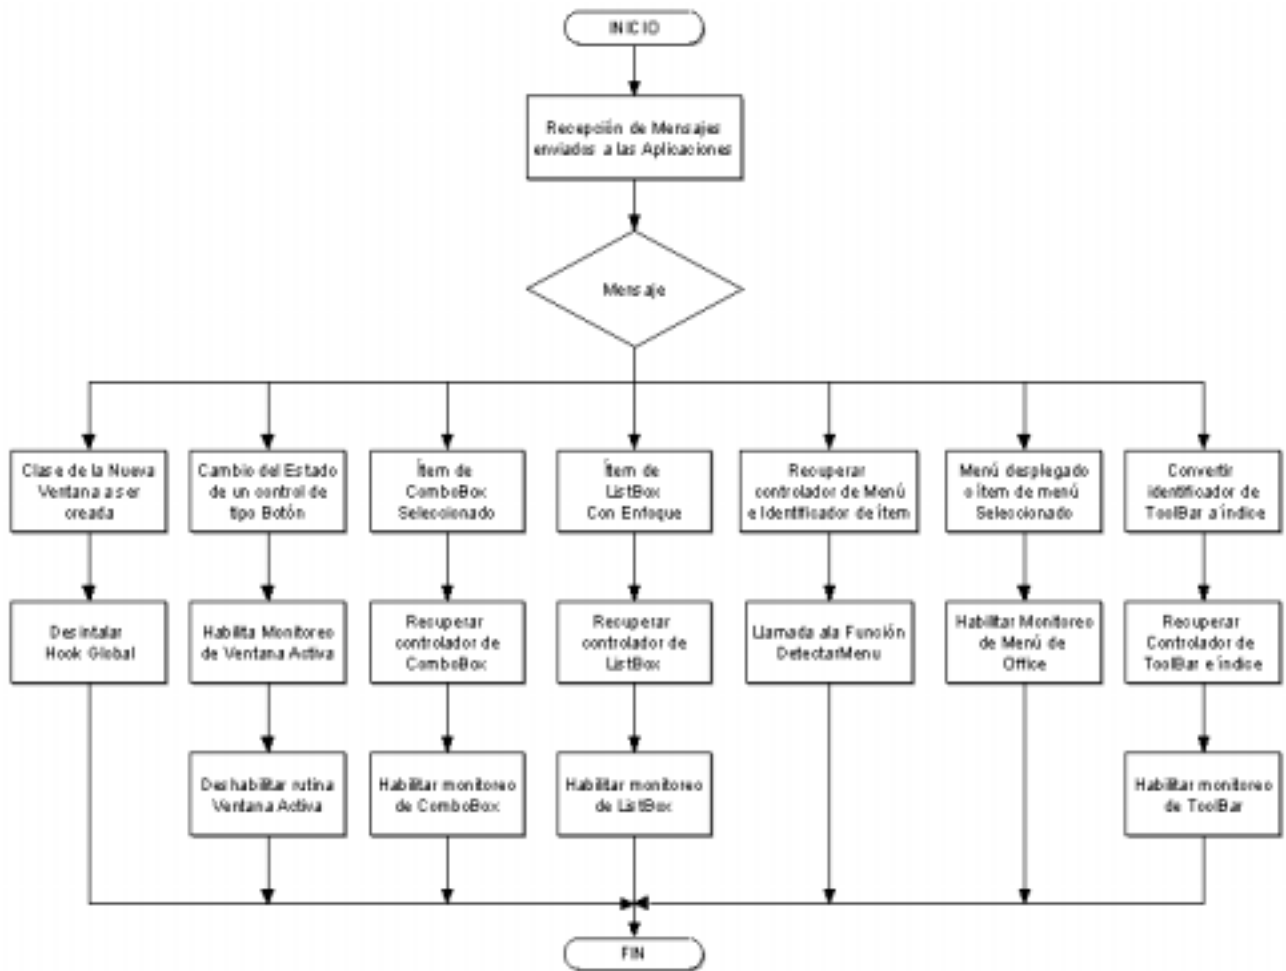 INICIO
Recepción de Mensajes
enviados a las Aplicaciones
Mensaje
Clase de la Nueva
Ventana a ser
creada
Cambio del Estado
de un control de
tipo Botón
Ítem de
ComboBox
Seleccionado
Ítem de
ListBox
Con Enfoque
Recuperar
controlador de Menú
e Identificador de ítem
Menú desplegado
o ítem de menú
Seleccionado
Convertir
identificador de
ToolBar a índice
Desintalar
Hook Global
Habilita Monitoreo
de Ventana Activa
Recuperar
controlador de
ComboBox
Recuperar
controlador de
ListBox
Llamada ala Función
DetectarMenu
Habilitar Monitoreo
de Menú de
Office
Recuperar
Controlador de
ToolBar e índice
Deshabilitar rutina
Ventana Activa
Habilitar monitoreo
de ComboBox
Habilitar monitoreo
de ListBox
Habilitar monitoreo
de ToolBar
FIN